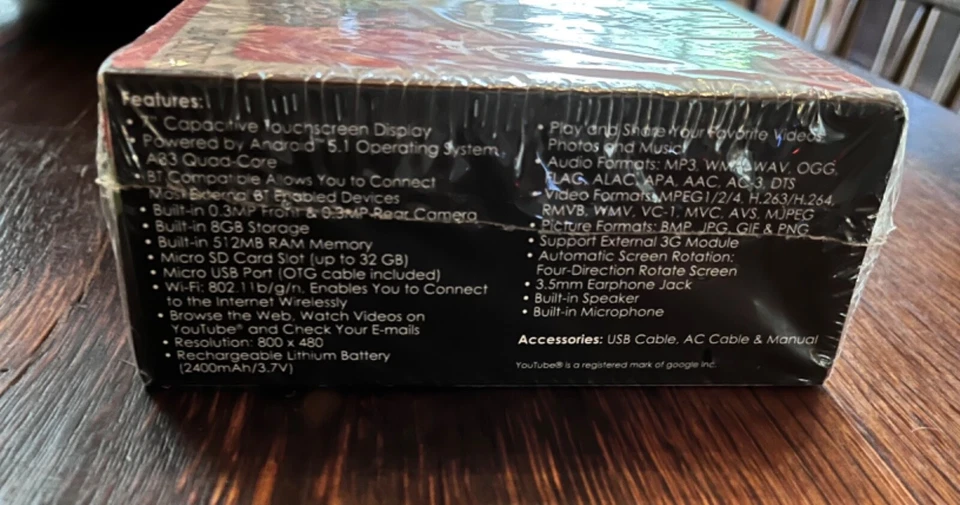 Features:
• Capacitive Touchscreen Display
• Powered by Android™ 5.1 Operating System
A83 Quad-Core
• BT Compatible Allows You to Connect
Most External BT Enabled Devices
• Built-in 0.3MP Front & 0.3MP Rear Camera
• Built-in 8GB Storage
• Built-in 512MB RAM Memory
• Micro SD Card Slot (up to 32 GB)
• Micro USB Port (OTG cable included)
• Wi-Fi: 802.11b/g/n. Enables You to Connect
to the Internet Wirelessly
• Browse the Web, Watch Videos on
YouTube® and Check Your E-mails
• Resolution: 800 x 480
• Rechargeable Lithium Battery
(2400mAh/3.7V)
• Play and Share Your Favorite Videos
Photos and Music
Audio Formats: MP3, WMA, WAV, OGG,
FLAC, ALAC, APA, AAC, AC-3, DTS
Video Formats: MPEG1/2/4, H.263/H.264,
RMVB, WMV, VC-1, MVC, AVS, MJPEG
Picture Formats: BMP, JPG, GIF & PNG
• Support External 3G Module
• Automatic Screen Rotation:
Four-Direction Rotate Screen
• 3.5mm Earphone Jack
• Built-in Speaker
• Built-in Microphone
Accessories: USB Cable, AC Cable & Manual
YouTube® is a registered mark of google inc.